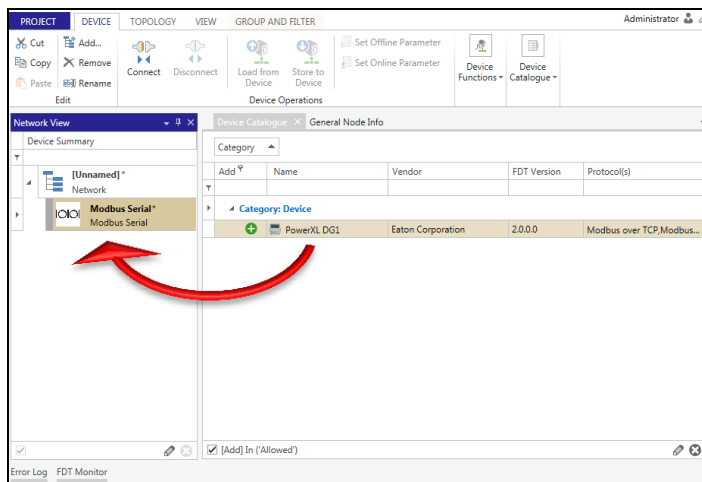 PROJECT DEVICE TOPOLOGY VIEW GROUP AND FILTER Administrator
Cut Add...
Copy Remove
Paste Rename
Edit
Connect Disconnect
Load from Device
Store to Device
Set Offline Parameter
Set Online Parameter
Device Operations
Device Functions
Device Catalogue
Network View
Device Summary
[Unnamed]*
Network
IOIOI
Modbus Serial*
Modbus Serial
Device Catalogue General Node Info
Category
Add Name Vendor FDT Version Protocol(s)
Category: Device
PowerXL DG1 Eaton Corporation 2.0.0.0 Modbus over TCP,Modbus...
[Add] In ('Allowed')
Error Log FDT Monitor